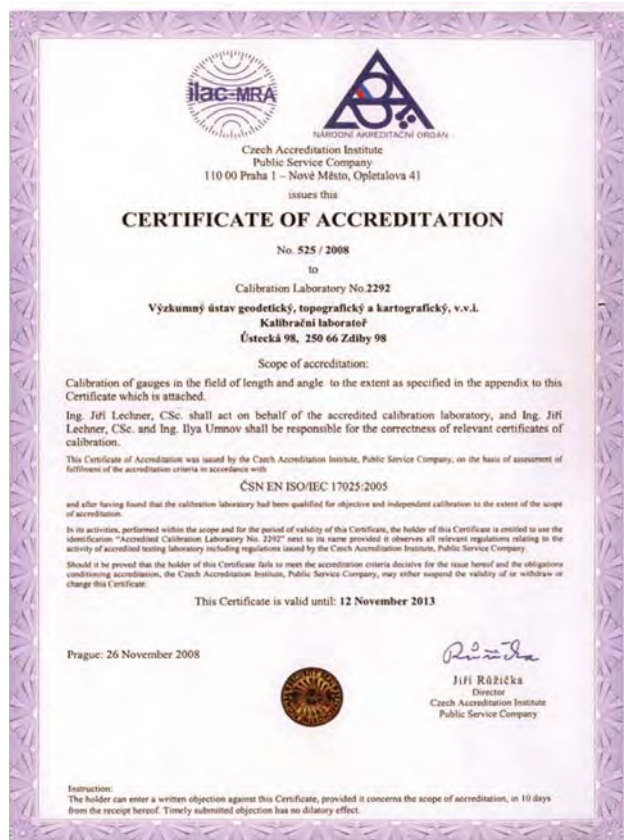 ilac-MRA
NÁRODNÍ AKREDITAČNÍ ORGÁN
Czech Accreditation Institute
Public Service Company
110 00 Praha 1 – Nové Město, Opletalova 41
issues this
CERTIFICATE OF ACCREDITATION
No. 525 / 2008
to
Calibration Laboratory No.2292
Výzkumný ústav geodetický, topografický a kartografický, v.v.i.
Kalibrační laboratoř
Ústecká 98, 250 66 Zdiby 98
Scope of accreditation:
Calibration of gauges in the field of length and angle to the extent as specified in the appendix to this
Certificate which is attached.
Ing. Jiří Lechner, CSc. shall act on behalf of the accredited calibration laboratory, and Ing. Jiří
Lechner, CSc. and Ing. Ilya Umnov shall be responsible for the correctness of relevant certificates of
calibration.
This Certificate of Accreditation was issued by the Czech Accreditation Institute, Public Service Company, on the basis of assessment of
fulfilment of the accreditation criteria in accordance with
ČSN EN ISO/IEC 17025:2005
and after having found that the calibration laboratory had been qualified for objective and independent calibration to the extent of the scope
of accreditation.
In its activities, performed within the scope and for the period of validity of this Certificate, the holder of this Certificate is entitled to use the
identification "Accredited Calibration Laboratory No. 2292" next to its name provided it observes all relevant regulations relating to the
activity of accredited testing laboratory including regulations issued by the Czech Accreditation Institute, Public Service Company.
Should it be proved that the holder of this Certificate fails to meet the accreditation criteria decisive for the issue hereof and the obligations
conditioning accreditation, the Czech Accreditation Institute, Public Service Company, may either suspend the validity of or withdraw or
change this Certificate.
This Certificate is valid until: 12 November 2013
Prague: 26 November 2008
Růžička
Jiří Růžička
Director
Czech Accreditation Institute
Public Service Company
Instruction:
The holder can enter a written objection against this Certificate, provided it concerns the scope of accreditation, in 10 days
from the receipt hereof. Timely submitted objection has no dilatory effect.